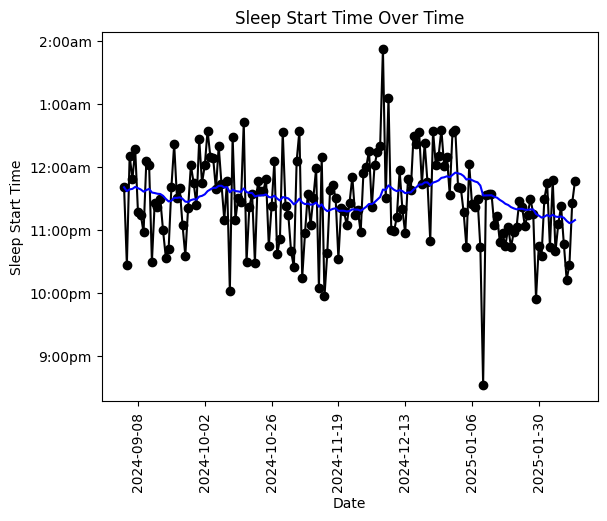 Sleep Start Time Over Time
2:00am
1:00am
12:00am
11:00pm
10:00pm
9:00pm
Sleep Start Time
2024-09-08
2024-10-02
2024-10-26
2024-11-19
2024-12-13
2025-01-06
2025-01-30
Date